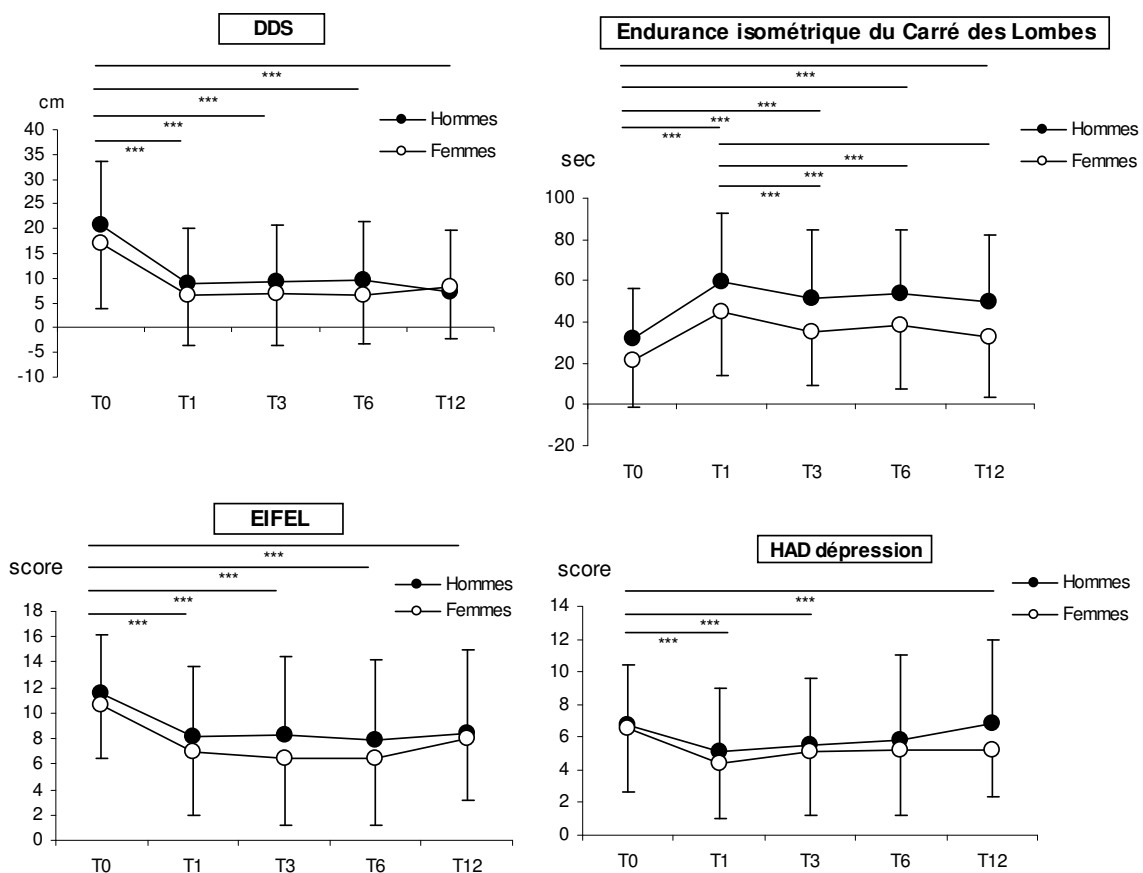 DDS
***
***
***
***
cm
Hommes
Femmes
40
35
30
25
20
15
10
5
0
-5
-10
T0 T1 T3 T6 T12
Endurance isométrique du Carré des Lombes
***
***
***
***
Hommes
Femmes
***
***
***
sec
100
80
60
40
20
0
-20
T0 T1 T3 T6 T12
EIFEL
***
***
***
***
score
Hommes
Femmes
18
16
14
12
10
8
6
4
2
0
T0 T1 T3 T6 T12
HAD dépression
***
***
***
score
Hommes
Femmes
14
12
10
8
6
4
2
0
T0 T1 T3 T6 T12